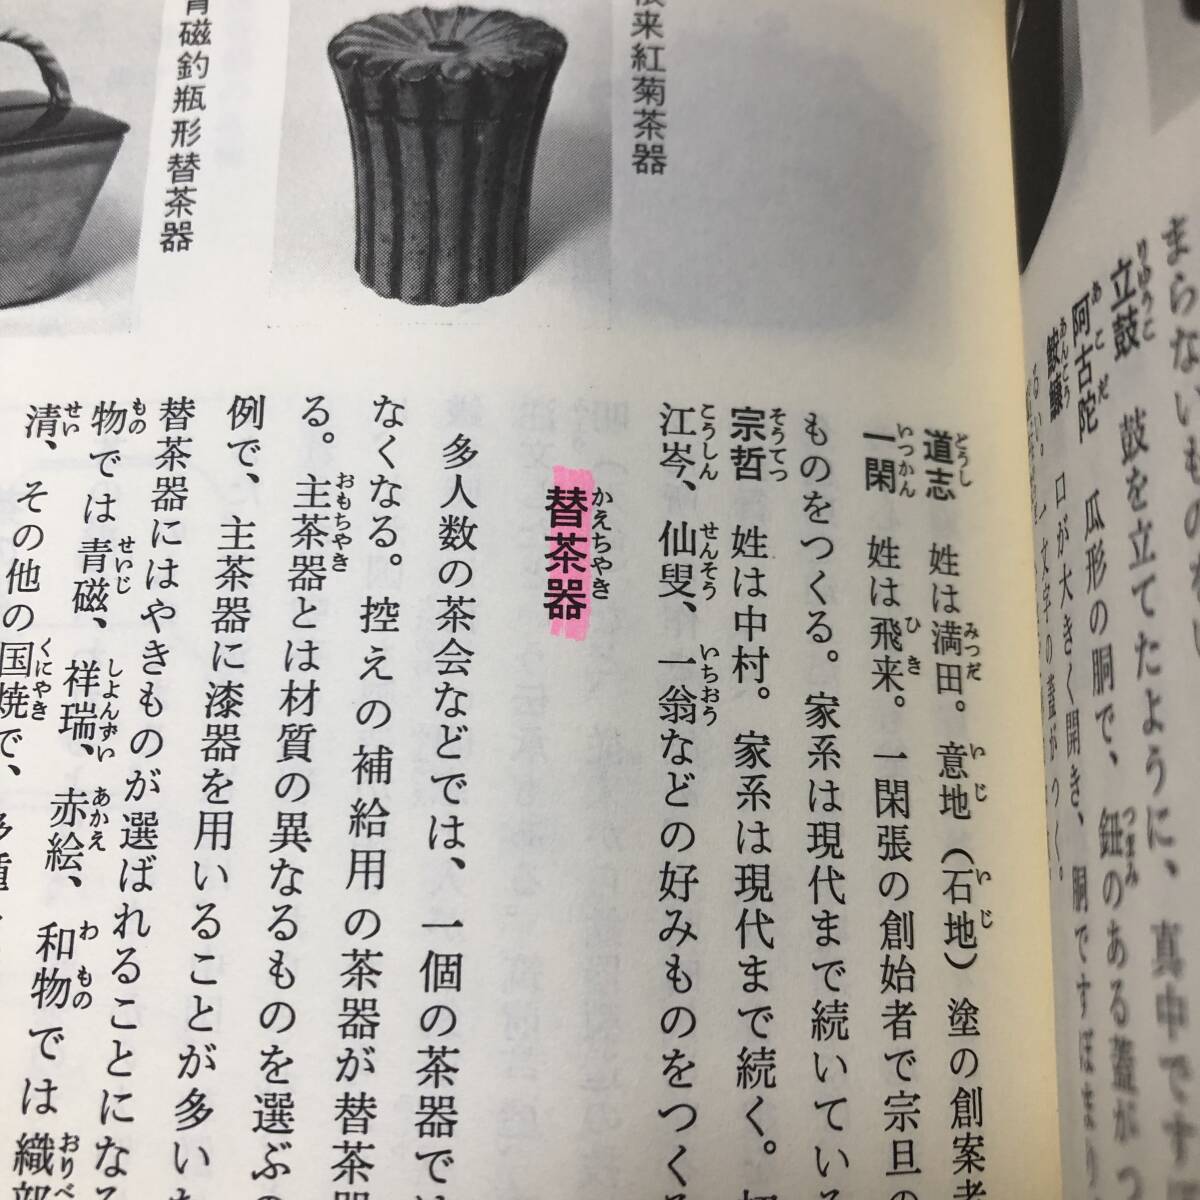 まらないものが
立鼓 鼓を立てたように、真中です
阿古陀 瓜形の胴で、鈕のある蓋がつ
鮟鱇 口が大きく開き、胴ですぼまり
来紅菊茶器
青磁釣瓶形替茶器
道志 姓は満田。意地(石地)塗の創案者
一閑 姓は飛来。一閑張の創始者で宗旦の
ものをつくる。家系は現代まで続いている
宗哲 姓は中村。家系は現代まで続く。
江岑、仙叟、一翁などの好みものをつくる
替茶器
多人数の茶会などでは、一個の茶器では
なくなる。控えの補給用の茶器が替茶
る。主茶器とは材質の異なるものを選ぶの
例で、主茶器に漆器を用いることが多いた
替茶器にはやきものが選ばれることになる
物では青磁、祥瑞、赤絵、和物では織部
清、その他の国焼で、多種